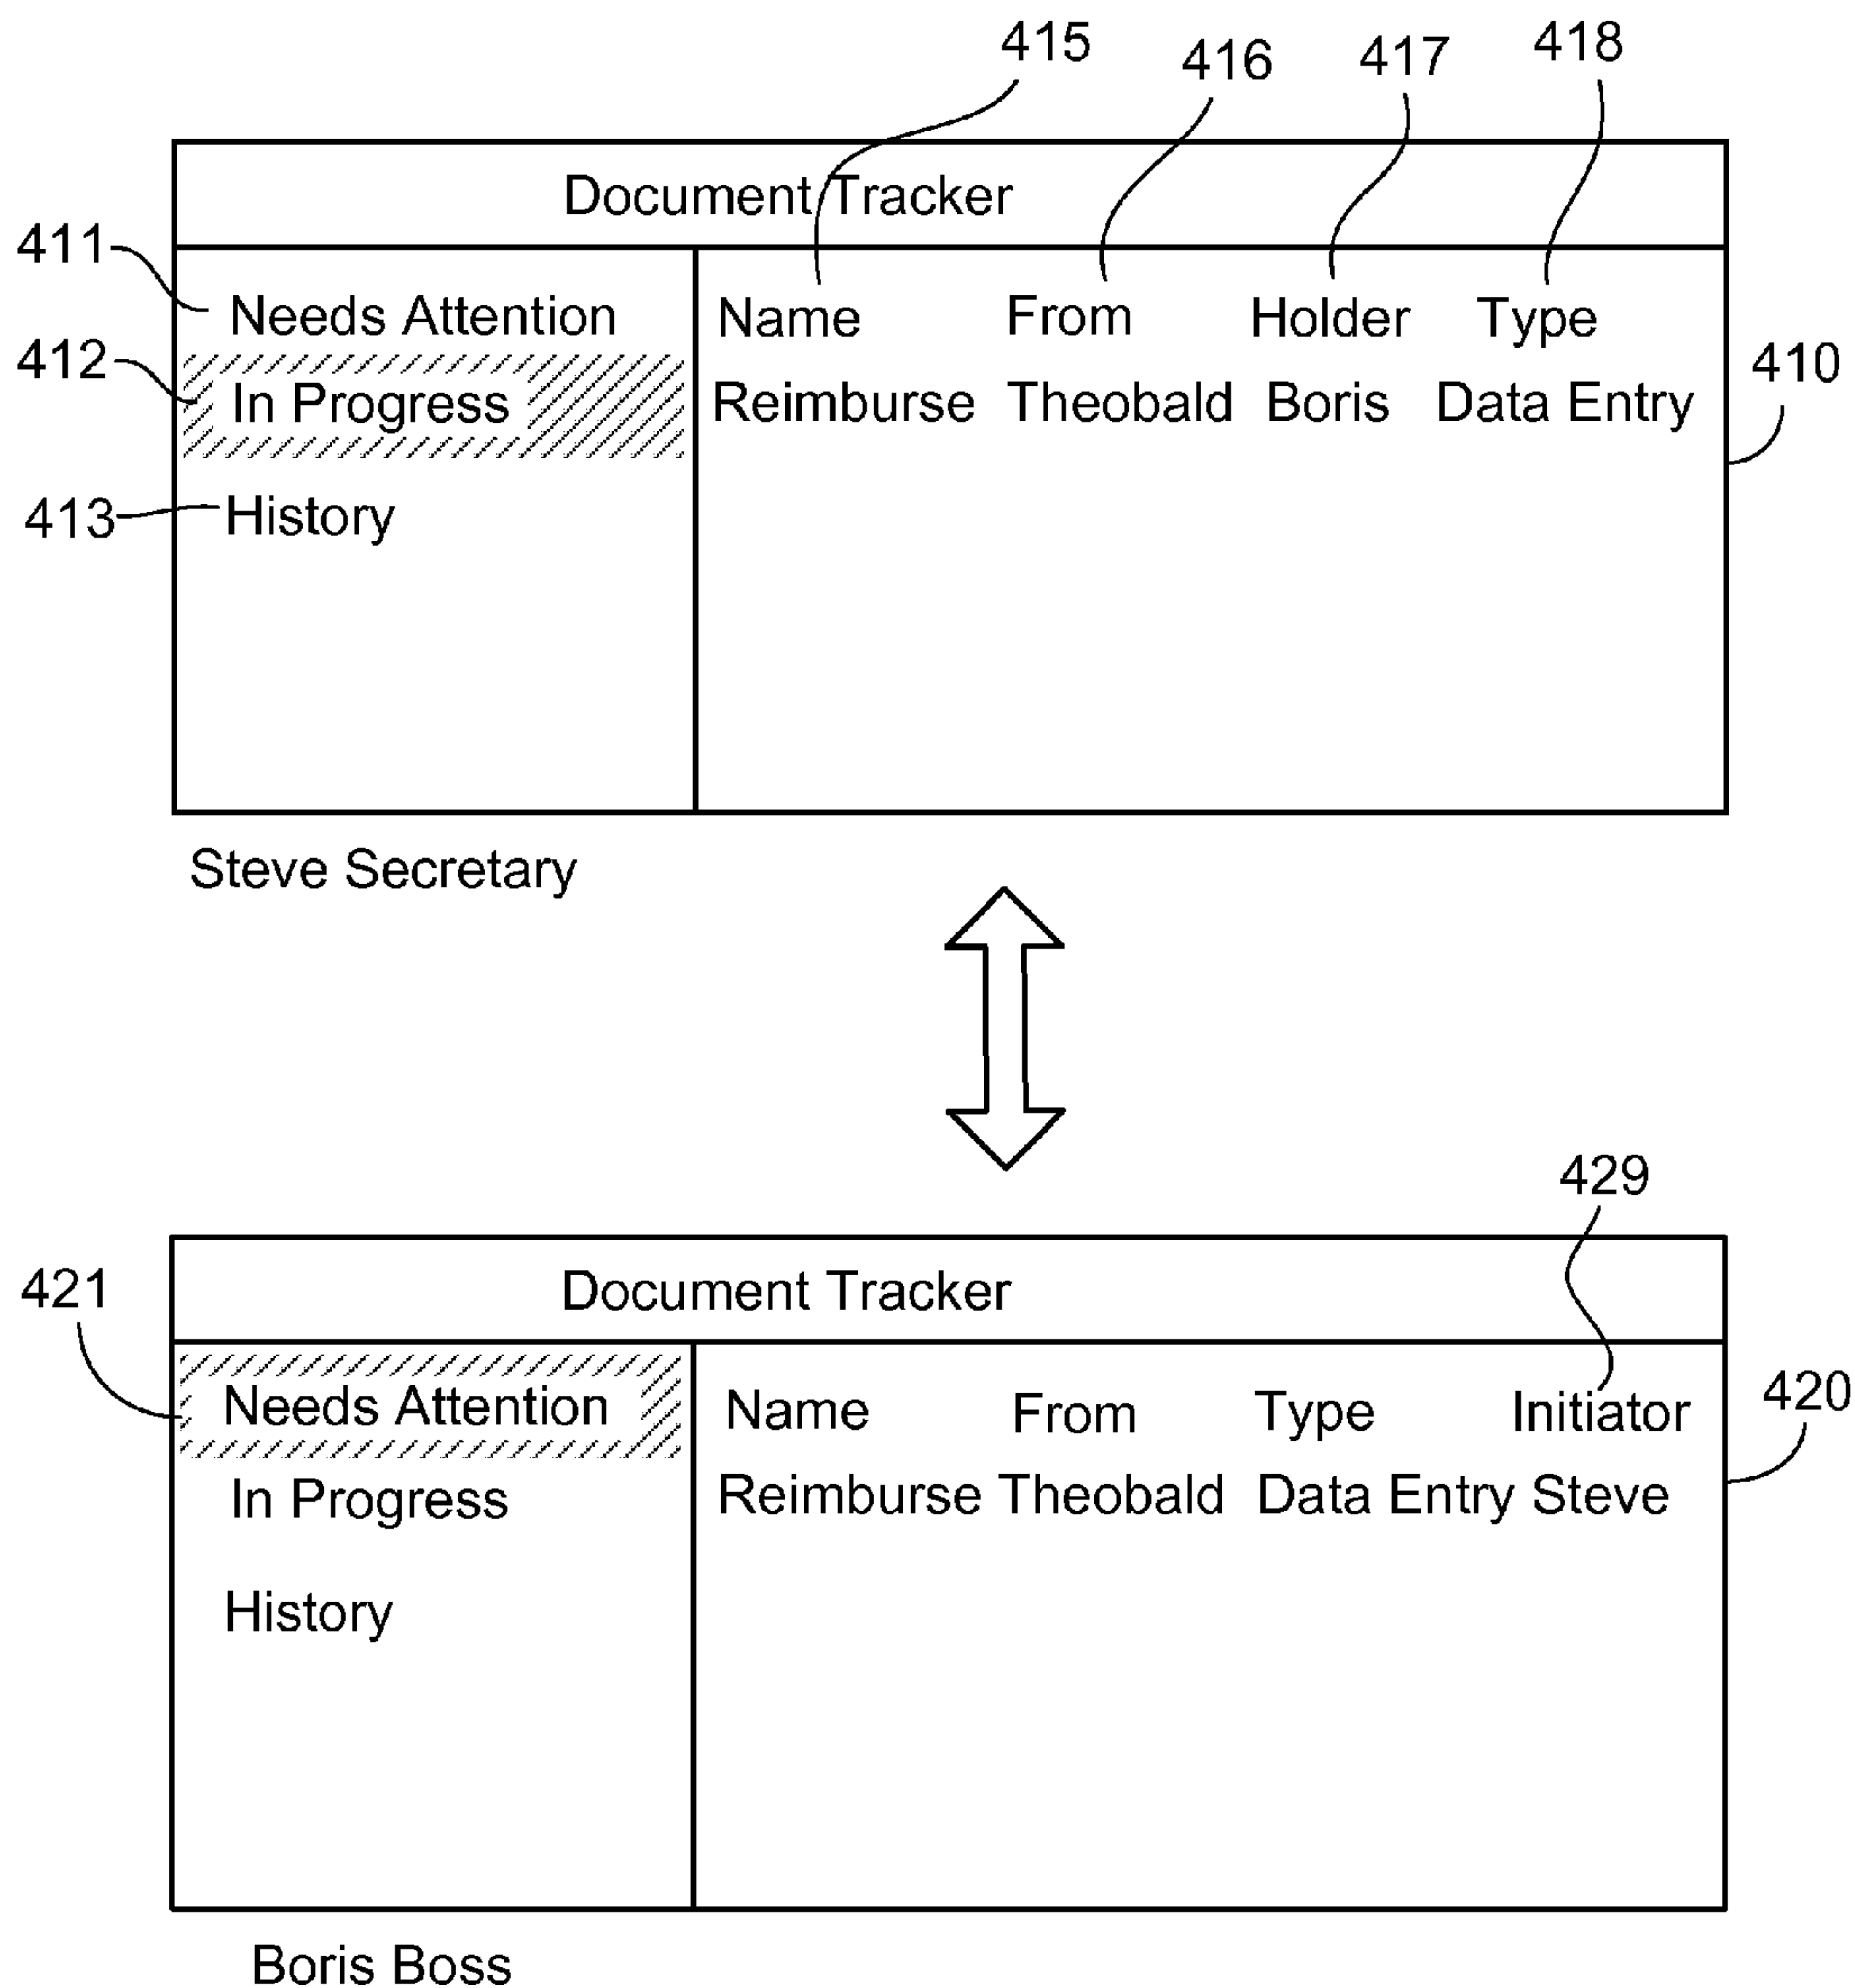 415 416 417 418
Document Tracker
411 Needs Attention Name From Holder Type
412 In Progress Reimburse Theobald Boris Data Entry 410
413 History
Steve Secretary
429
Document Tracker
421
Needs Attention Name From Type Initiator 420
In Progress Reimburse Theobald Data Entry Steve
History
Boris Boss